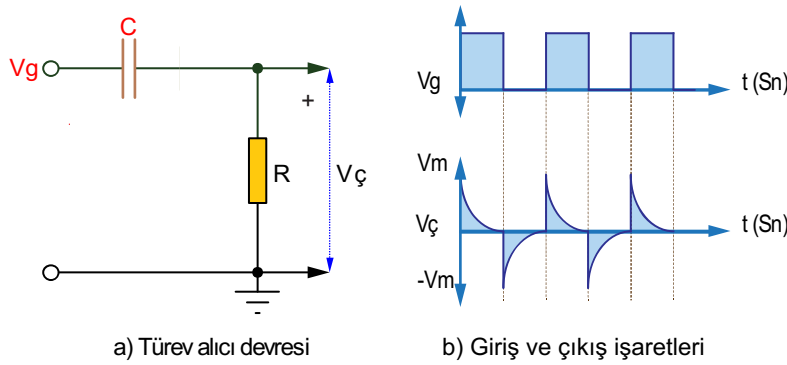 C
Vg
+
R
Vç
-
a) Türev alıcı devresi
Vg
t (Sn)
Vm
Vç
t (Sn)
-Vm
b) Giriş ve çıkış işaretleri